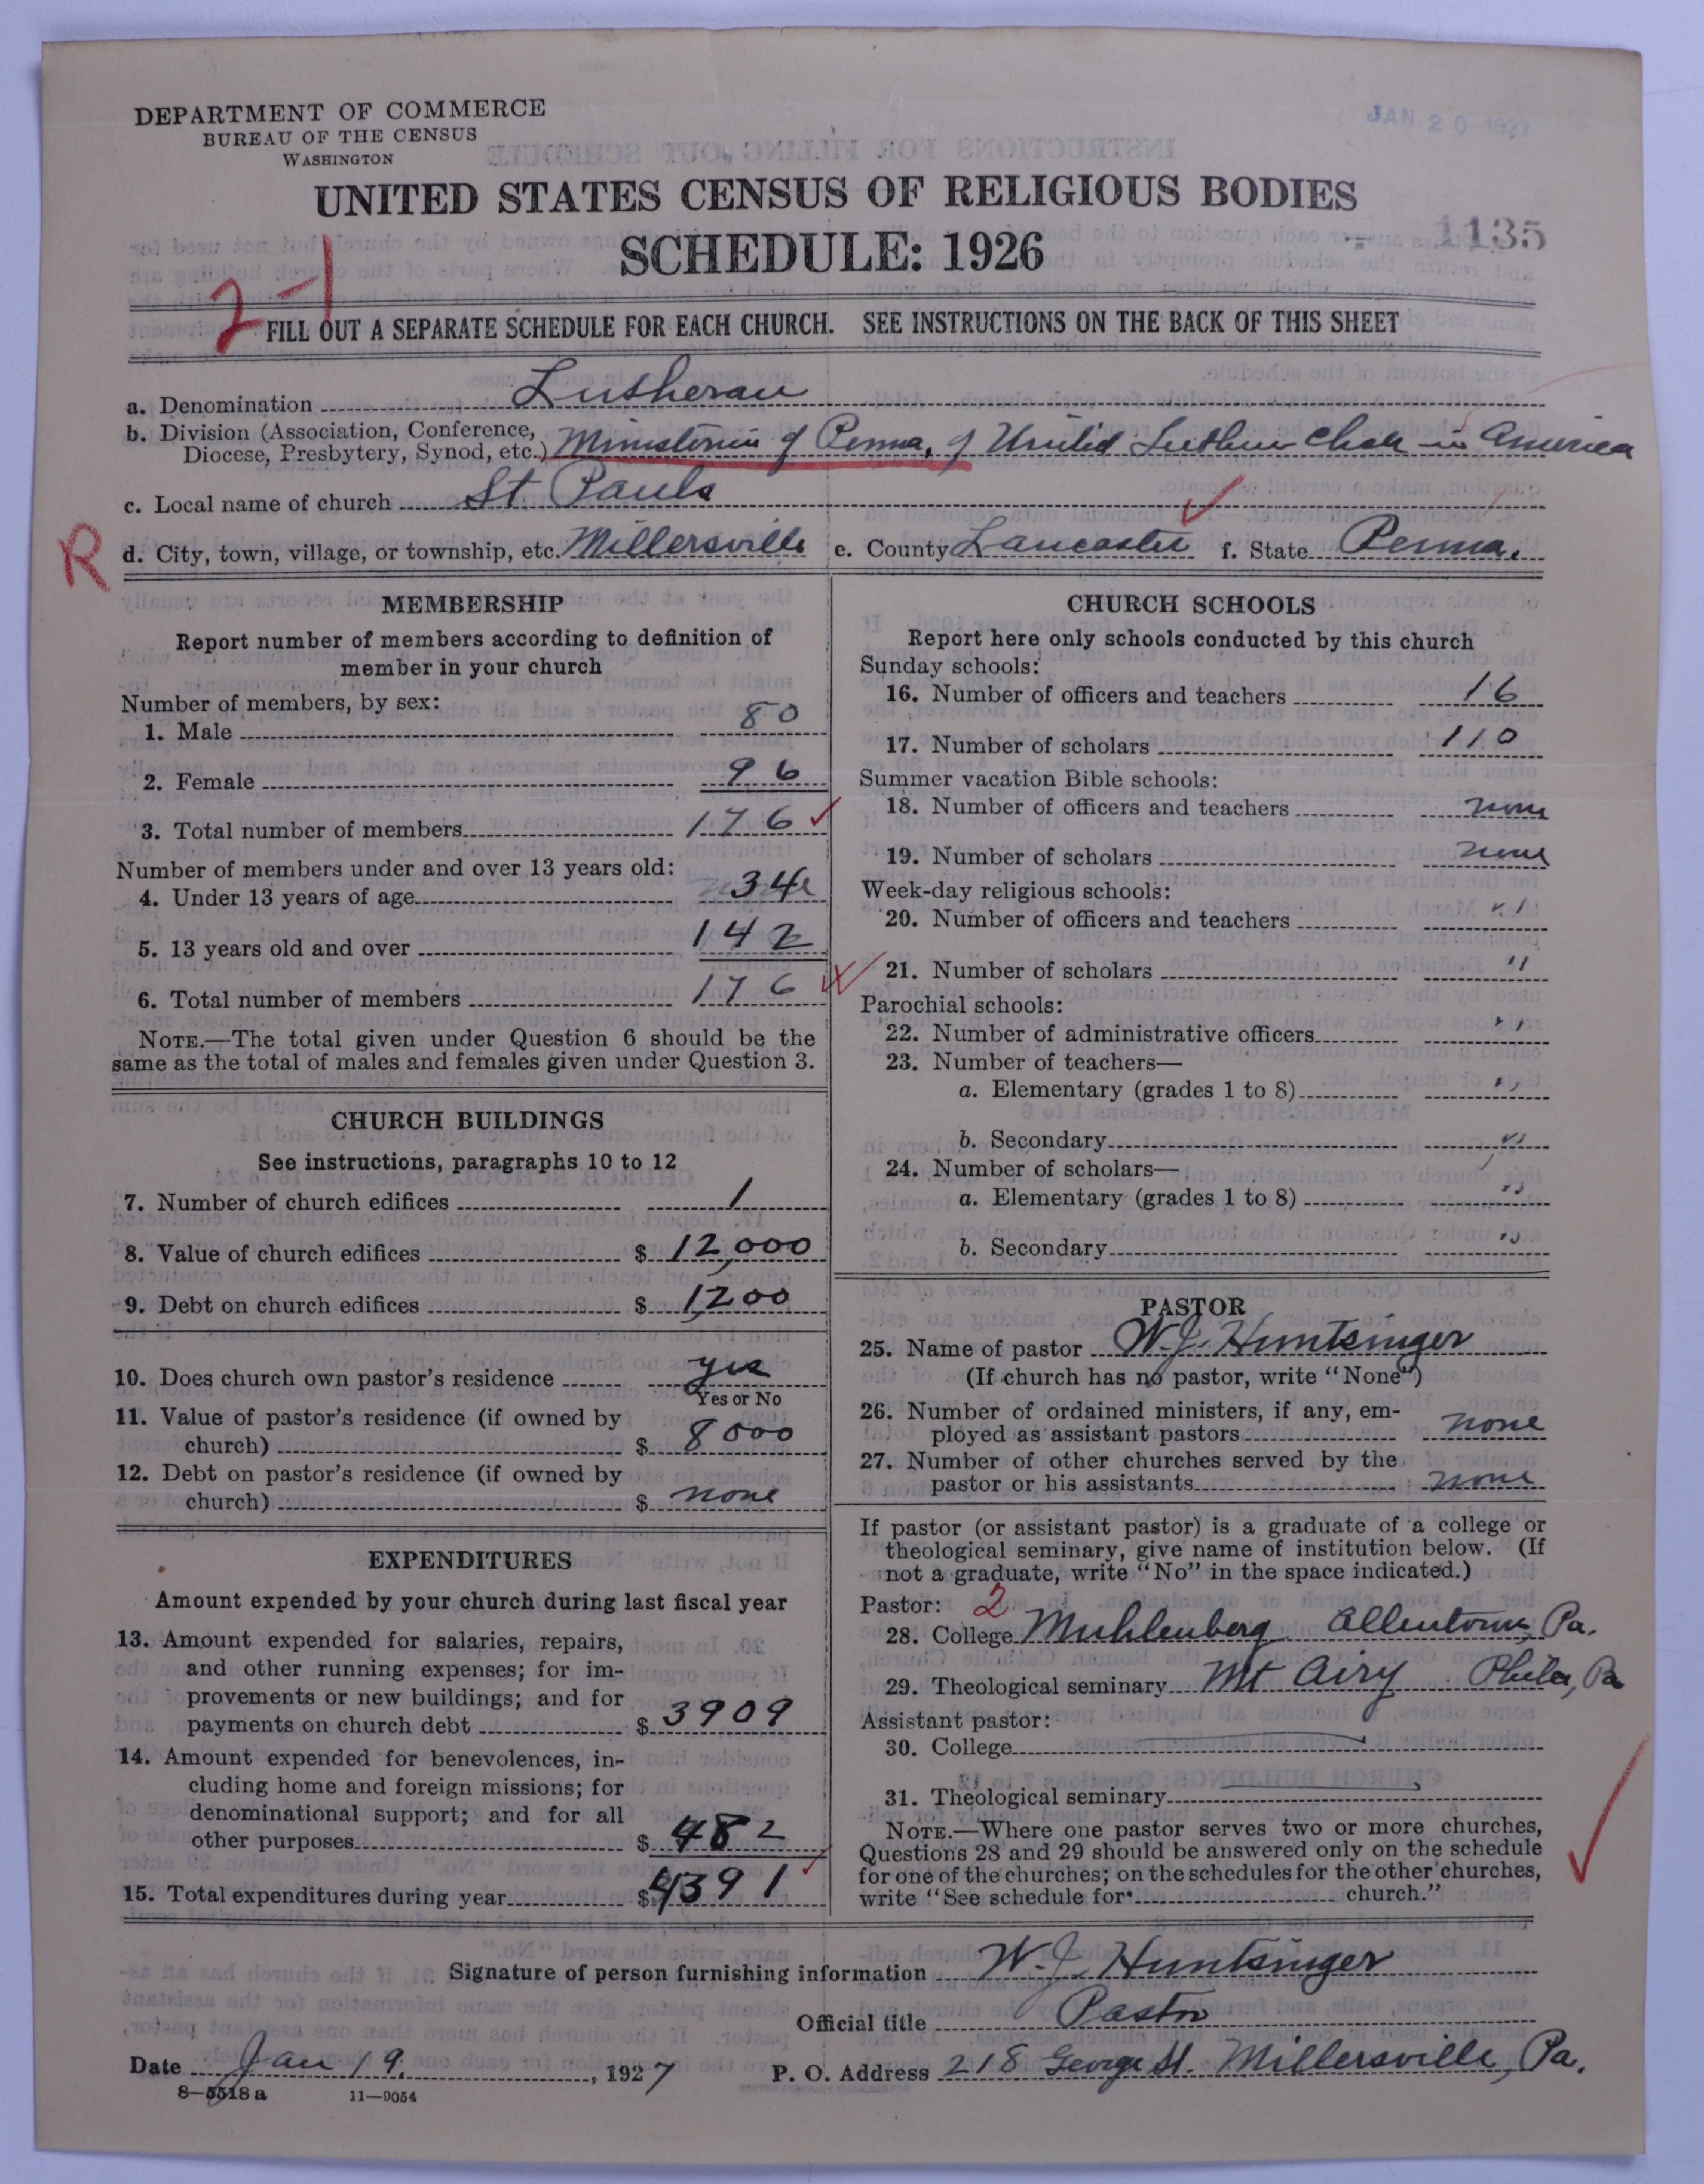 DEPARTMENT OF COMMERCE
BUREAU OF THE CENSUS
WASHINGTON
JAN 20 1927
UNITED STATES CENSUS OF RELIGIOUS BODIES
SCHEDULE: 1926
1135
2-1
FILL OUT A SEPARATE SCHEDULE FOR EACH CHURCH. SEE INSTRUCTIONS ON THE BACK OF THIS SHEET
a. Denomination Lutheran
b. Division (Association, Conference,
Diocese, Presbytery, Synod, etc.) Ministerium of Penna, of United Luthern Chch in America
c. Local name of church St Pauls
R
d. City, town, village, or township, etc. Millersville e. County Lancaster f. State Penna.
MEMBERSHIP
Report number of members according to definition of
member in your church
Number of members, by sex:
1. Male 80
2. Female 96
3. Total number of members 176
Number of members under and over 13 years old:
4. Under 13 years of age 34
5. 13 years old and over 142
6. Total number of members 176
NOTE.—The total given under Question 6 should be the
same as the total of males and females given under Question 3.
CHURCH BUILDINGS
See instructions, paragraphs 10 to 12
7. Number of church edifices 1
8. Value of church edifices $ 12,000
9. Debt on church edifices $ 1,200
10. Does church own pastor's residence yes
Yes or No
11. Value of pastor's residence (if owned by
church) $ 8000
12. Debt on pastor's residence (if owned by
church) $ none
EXPENDITURES
Amount expended by your church during last fiscal year
13. Amount expended for salaries, repairs,
and other running expenses; for im-
provements or new buildings; and for
payments on church debt $ 3909
14. Amount expended for benevolences, in-
cluding home and foreign missions; for
denominational support; and for all
other purposes $ 482
15. Total expenditures during year $ 4391
CHURCH SCHOOLS
Report here only schools conducted by this church
Sunday schools:
16. Number of officers and teachers 16
17. Number of scholars 110
Summer vacation Bible schools:
18. Number of officers and teachers none
19. Number of scholars none
Week-day religious schools:
20. Number of officers and teachers "
21. Number of scholars "
Parochial schools:
22. Number of administrative officers "
23. Number of teachers—
a. Elementary (grades 1 to 8) "
b. Secondary "
24. Number of scholars—
a. Elementary (grades 1 to 8) "
b. Secondary "
PASTOR
25. Name of pastor W. J. Huntsinger
(If church has no pastor, write "None")
26. Number of ordained ministers, if any, em-
ployed as assistant pastors none
27. Number of other churches served by the
pastor or his assistants none
If pastor (or assistant pastor) is a graduate of a college or
theological seminary, give name of institution below. (If
not a graduate, write "No" in the space indicated.)
Pastor: 2
28. College Muhlenberg Allentown, Pa.
29. Theological seminary Mt Airy Phila, Pa
Assistant pastor:
30. College
31. Theological seminary
NOTE.—Where one pastor serves two or more churches,
Questions 28 and 29 should be answered only on the schedule
for one of the churches; on the schedules for the other churches,
write "See schedule for church."
Signature of person furnishing information W. J. Huntsinger
Official title Pastor
Date Jan 19, 1927 P. O. Address 218 George St. Millersville, Pa.
8—5518 a 11—9054